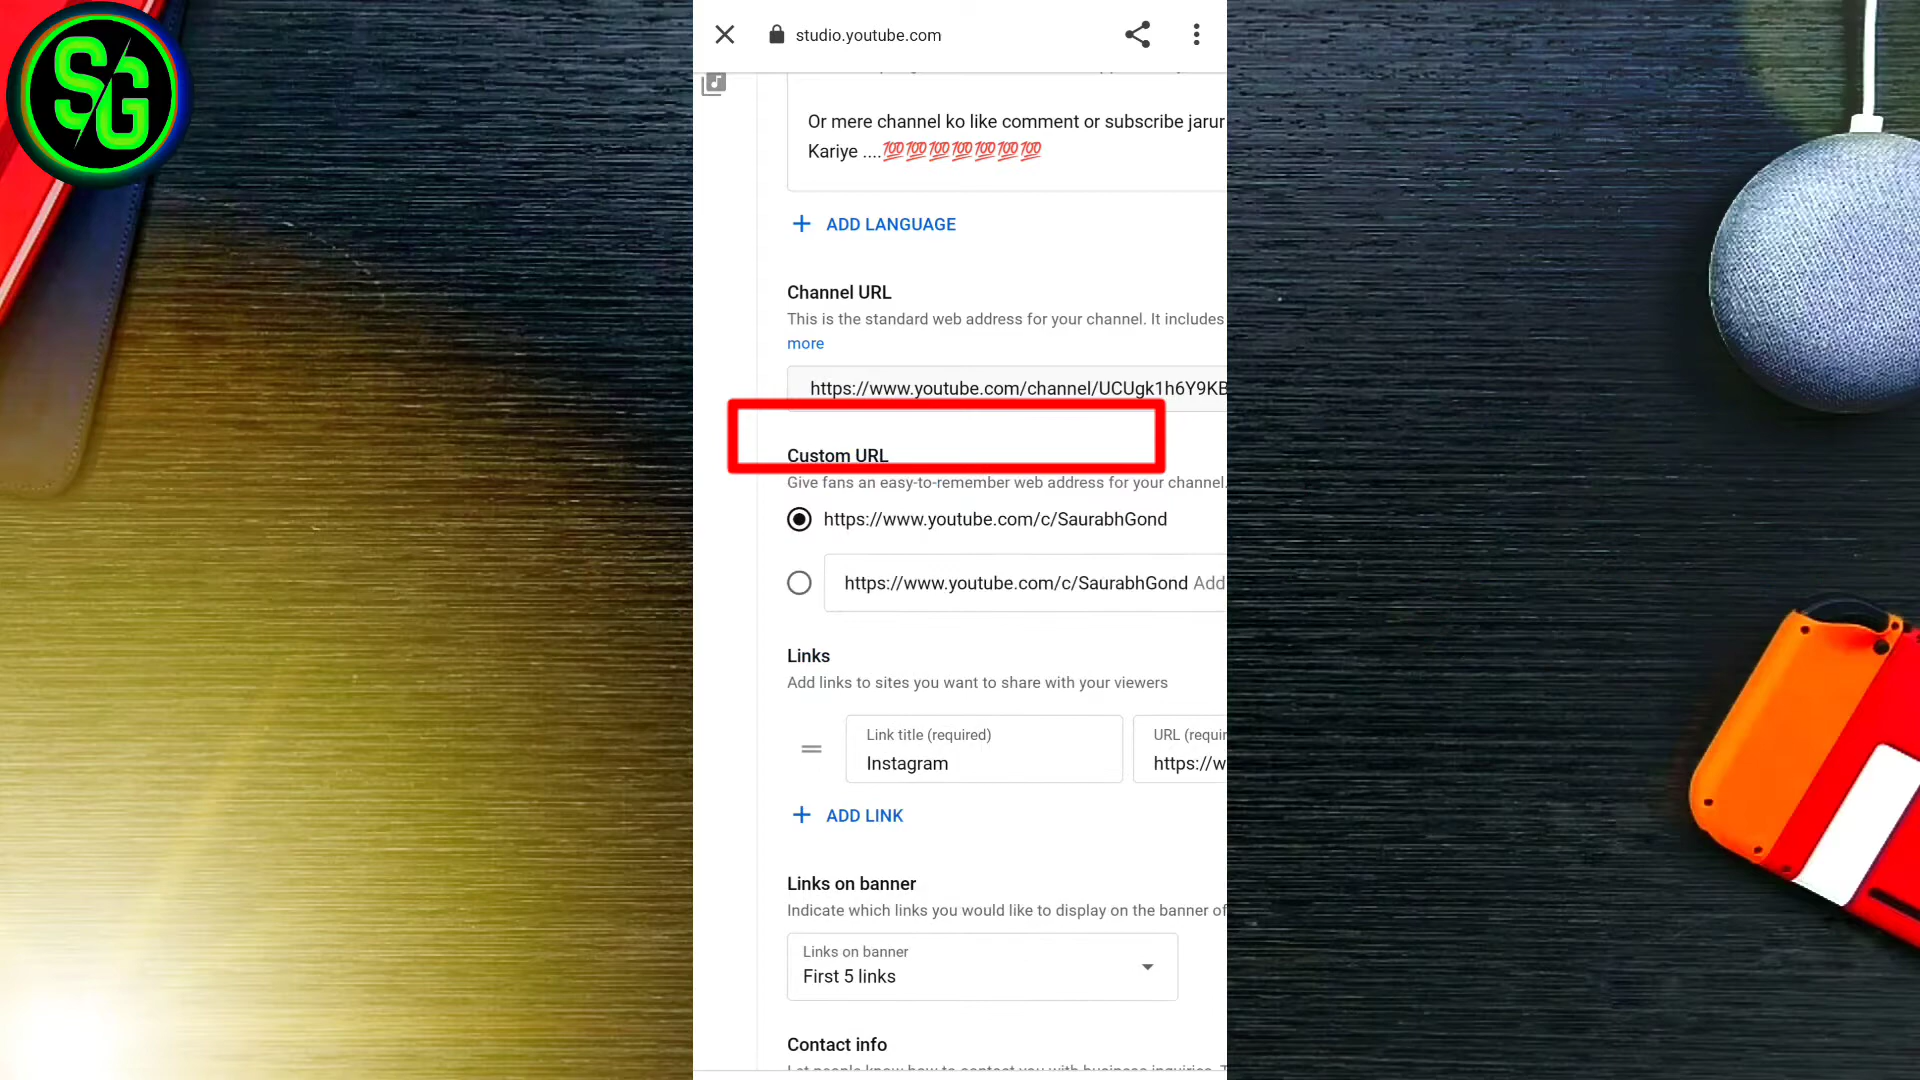 SG
studio.youtube.com
Or mere channel ko like comment or subscribe jarur
Kariye ....💯💯💯💯💯💯💯
+ ADD LANGUAGE
Channel URL
This is the standard web address for your channel. It includes
more
https://www.youtube.com/channel/UCUgk1h6Y9KB
Custom URL
Give fans an easy-to-remember web address for your channel.
https://www.youtube.com/c/SaurabhGond
https://www.youtube.com/c/SaurabhGond Add
Links
Add links to sites you want to share with your viewers
Link title (required)
URL (requir
Instagram
https://w
+ ADD LINK
Links on banner
Indicate which links you would like to display on the banner of
Links on banner
First 5 links
Contact info